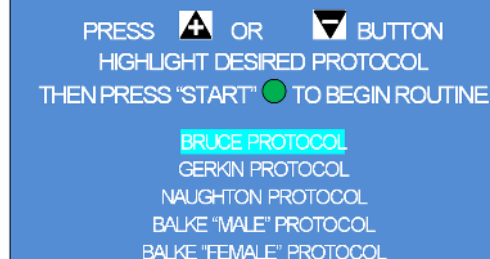 PRESS + OR − BUTTON
HIGHLIGHT DESIRED PROTOCOL
THEN PRESS “START” TO BEGIN ROUTINE
BRUCE PROTOCOL
GERKIN PROTOCOL
NAUGHTON PROTOCOL
BALKE “MALE” PROTOCOL
BALKE “FEMALE” PROTOCOL